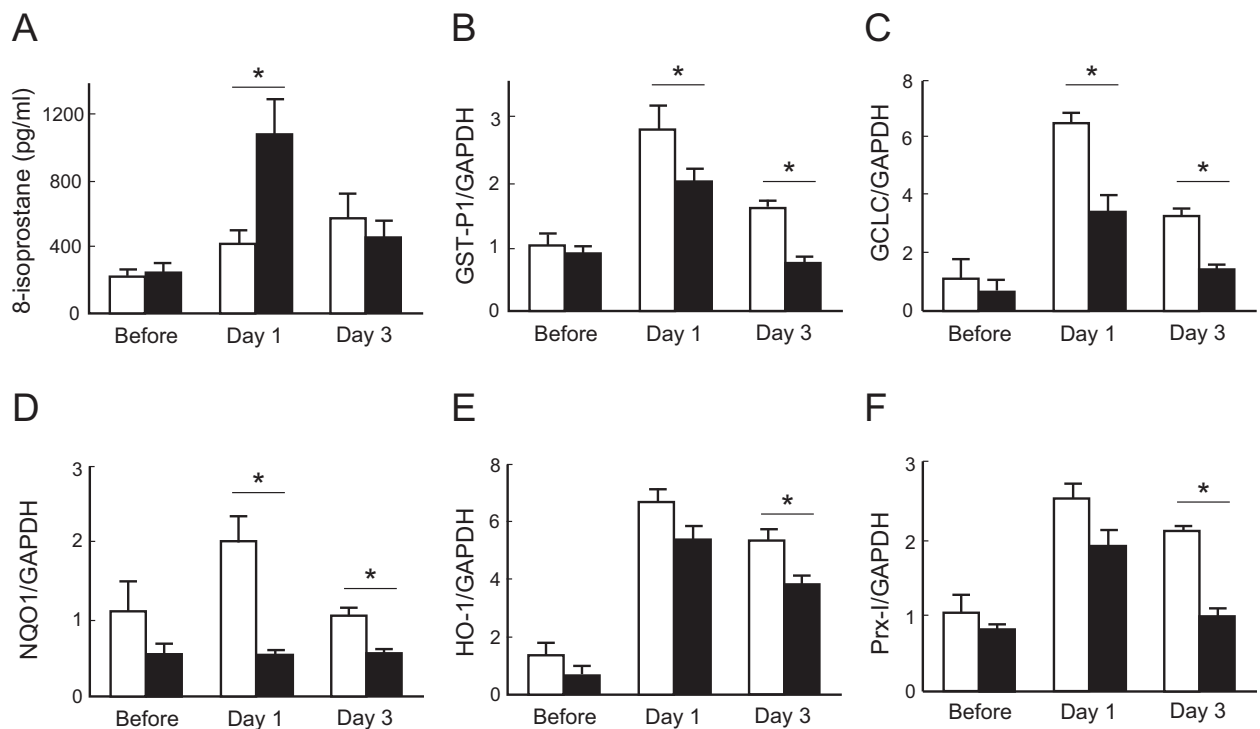 A
8-isoprostane (pg/ml)
1200
800
400
0
*
Before Day 1 Day 3
B
GST-P1/GAPDH
3
2
1
0
*
*
Before Day 1 Day 3
C
GCLC/GAPDH
8
6
4
2
0
*
*
Before Day 1 Day 3
D
NQO1/GAPDH
3
2
1
0
*
*
Before Day 1 Day 3
E
HO-1/GAPDH
8
6
4
2
0
*
Before Day 1 Day 3
F
Prx-I/GAPDH
3
2
1
0
*
Before Day 1 Day 3